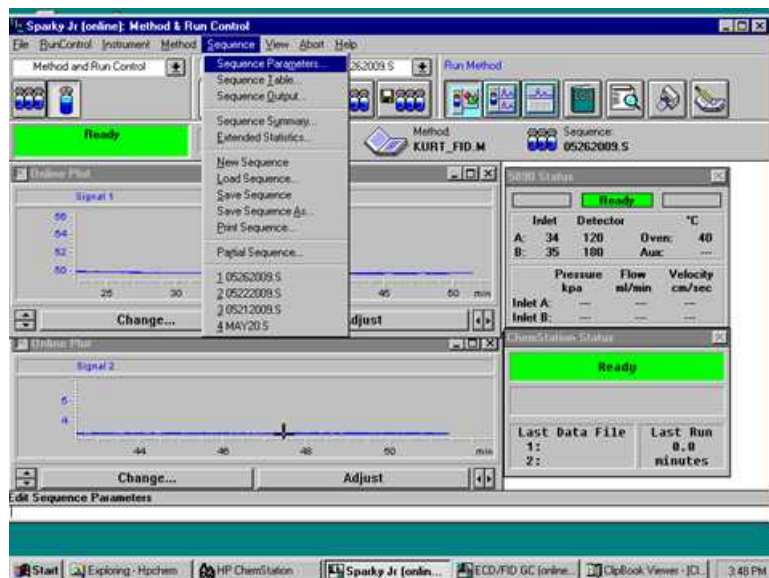 Sparky Jr (online): Method & Run Control
File RunControl Instrument Method Sequence View Abort Help
Method and Run Control
262009.S
Run Method
Ready
Method
KURT_FID.M
Sequence:
05262009.S
Sequence Parameters...
Sequence Table...
Sequence Output...
Sequence Summary...
Extended Statistics...
New Sequence
Load Sequence...
Save Sequence
Save Sequence As...
Print Sequence...
Partial Sequence...
1 05262009.S
2 05222009.S
3 05212009.S
4 MAY20.S
Online Plot
Signal 1
56
54
52
50
25 30 45 50 min
Change...
djust
Online Plot
Signal 2
6
4
44 46 48 50 min
Change... Adjust
5890 Status
Ready
Inlet Detector °C
A: 34 120 Oven: 40
B: 35 180 Aux: ---
Pressure Flow Velocity
kpa ml/min cm/sec
Inlet A: --- --- ---
Inlet B: --- --- ---
ChemStation Status
Ready
Last Data File Last Run
1: 0.0
2: minutes
Edit Sequence Parameters
Start Exploring - Hpchem HP ChemStation Sparky Jr (onlin... ECD/FID GC (online... ClipBook Viewer - [Cl... 3:48 PM